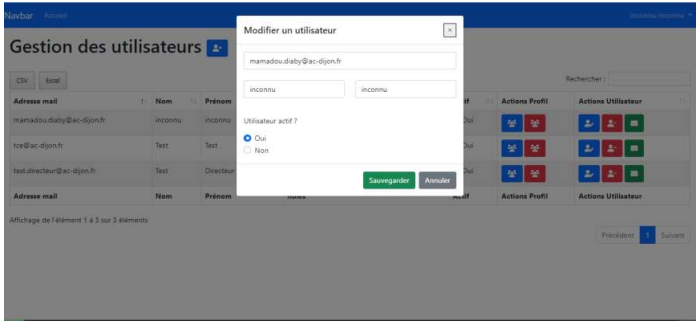 Navbar Accueil inconnu inconnu
Modifier un utilisateur
Gestion des utilisateurs
mamadou.diaby@ac-dijon.fr
CSV Excel Rechercher :
inconnu inconnu
Adresse mail Nom Prénom Actions Profil Actions Utilisateur
mamadou.diaby@ac-dijon.fr inconnu inconnu Oui
Utilisateur actif ?
Oui
Non
tce@ac-dijon.fr Test Test Oui
test.directeur@ac-dijon.fr Test Directeur Oui
Sauvegarder Annuler
Adresse mail Nom Prénom Rôles Actif Actions Profil Actions Utilisateur
Affichage de l'élément 1 à 3 sur 3 éléments
Précédent 1 Suivant